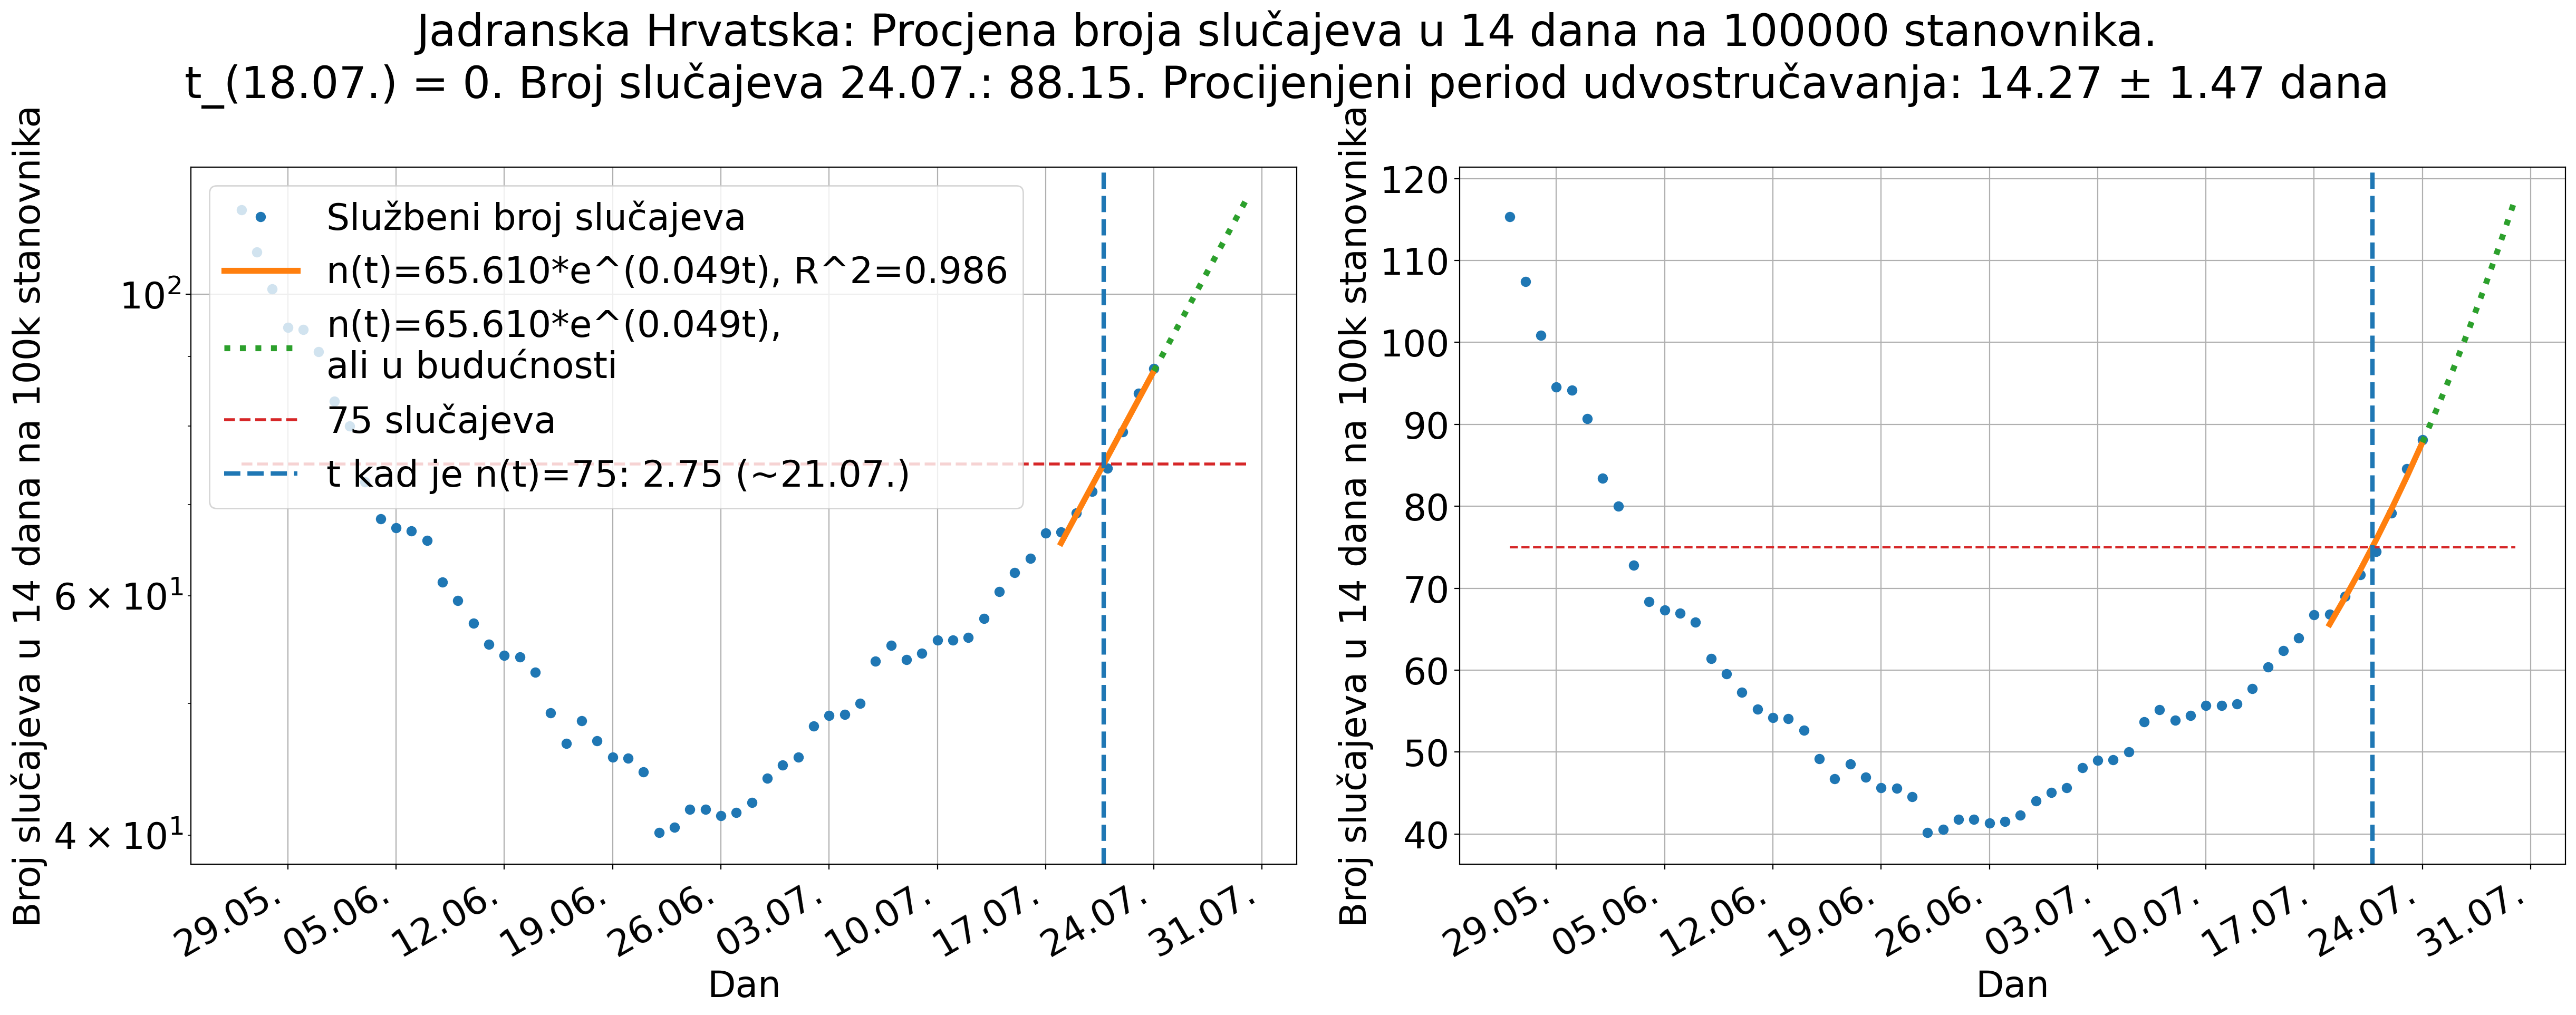 Jadranska Hrvatska: Procjena broja slučajeva u 14 dana na 100000 stanovnika.
t_(18.07.) = 0. Broj slučajeva 24.07.: 88.15. Procijenjeni period udvostručavanja: 14.27 ± 1.47 dana
Broj slučajeva u 14 dana na 100k stanovnika
10²
6 × 10¹
4 × 10¹
Službeni broj slučajeva
n(t)=65.610*e^(0.049t), R^2=0.986
n(t)=65.610*e^(0.049t),
ali u budućnosti
75 slučajeva
t kad je n(t)=75: 2.75 (~21.07.)
29.05.
05.06.
12.06.
19.06.
26.06.
03.07.
10.07.
17.07.
24.07.
31.07.
Dan
Broj slučajeva u 14 dana na 100k stanovnika
120
110
100
90
80
70
60
50
40
29.05.
05.06.
12.06.
19.06.
26.06.
03.07.
10.07.
17.07.
24.07.
31.07.
Dan